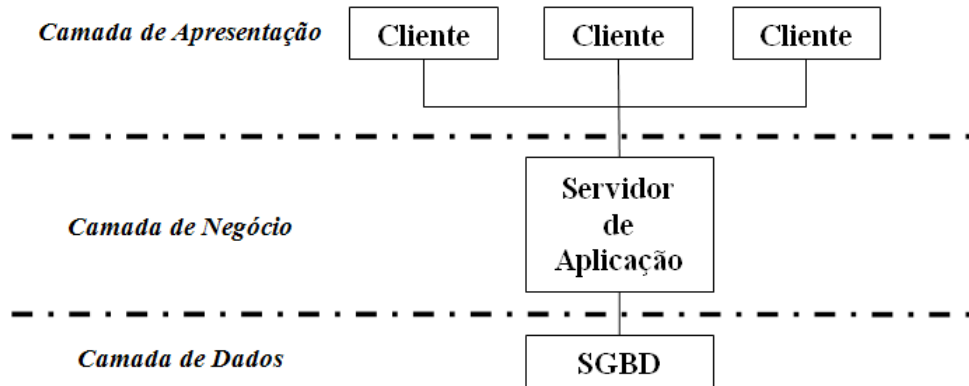 Camada de Apresentação
Cliente
Cliente
Cliente
Camada de Negócio
Servidor
de
Aplicação
Camada de Dados
SGBD